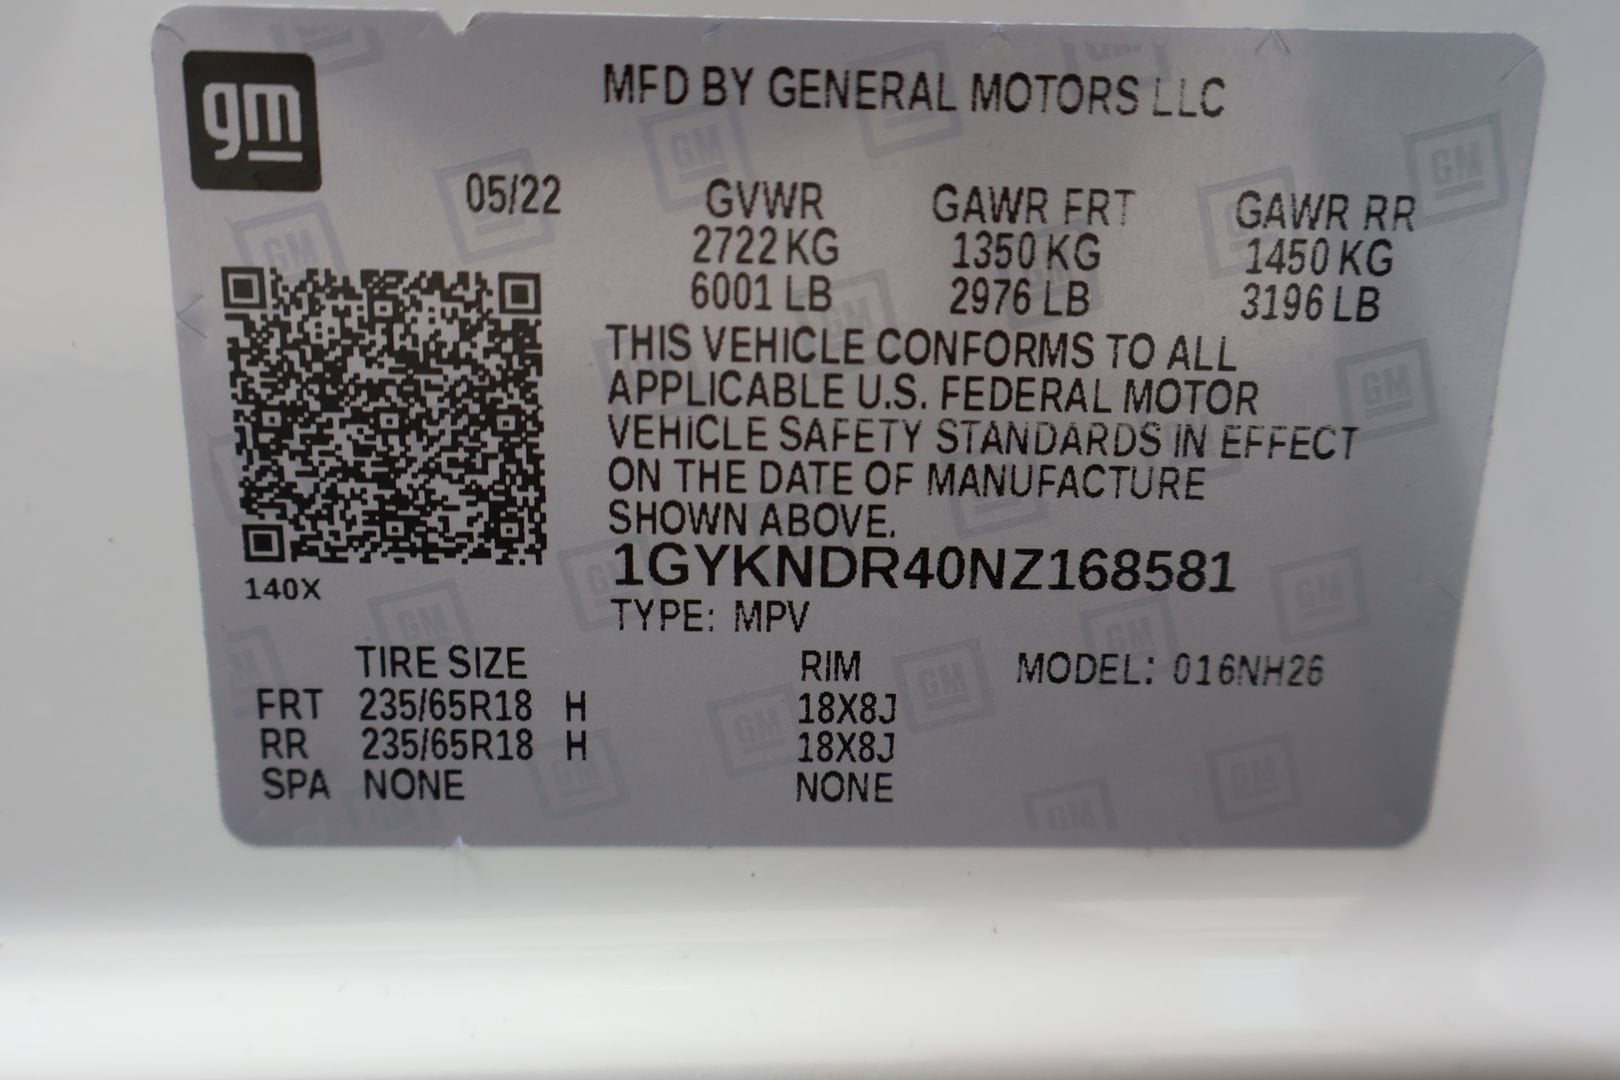 gm
MFD BY GENERAL MOTORS LLC
05/22 GVWR GAWR FRT GAWR RR
2722 KG 1350 KG 1450 KG
6001 LB 2976 LB 3196 LB
THIS VEHICLE CONFORMS TO ALL
APPLICABLE U.S. FEDERAL MOTOR
VEHICLE SAFETY STANDARDS IN EFFECT
ON THE DATE OF MANUFACTURE
SHOWN ABOVE.
1GYKNDR40NZ168581
140X
TYPE: MPV
TIRE SIZE RIM MODEL: 016NH26
FRT 235/65R18 H 18X8J
RR 235/65R18 H 18X8J
SPA NONE NONE